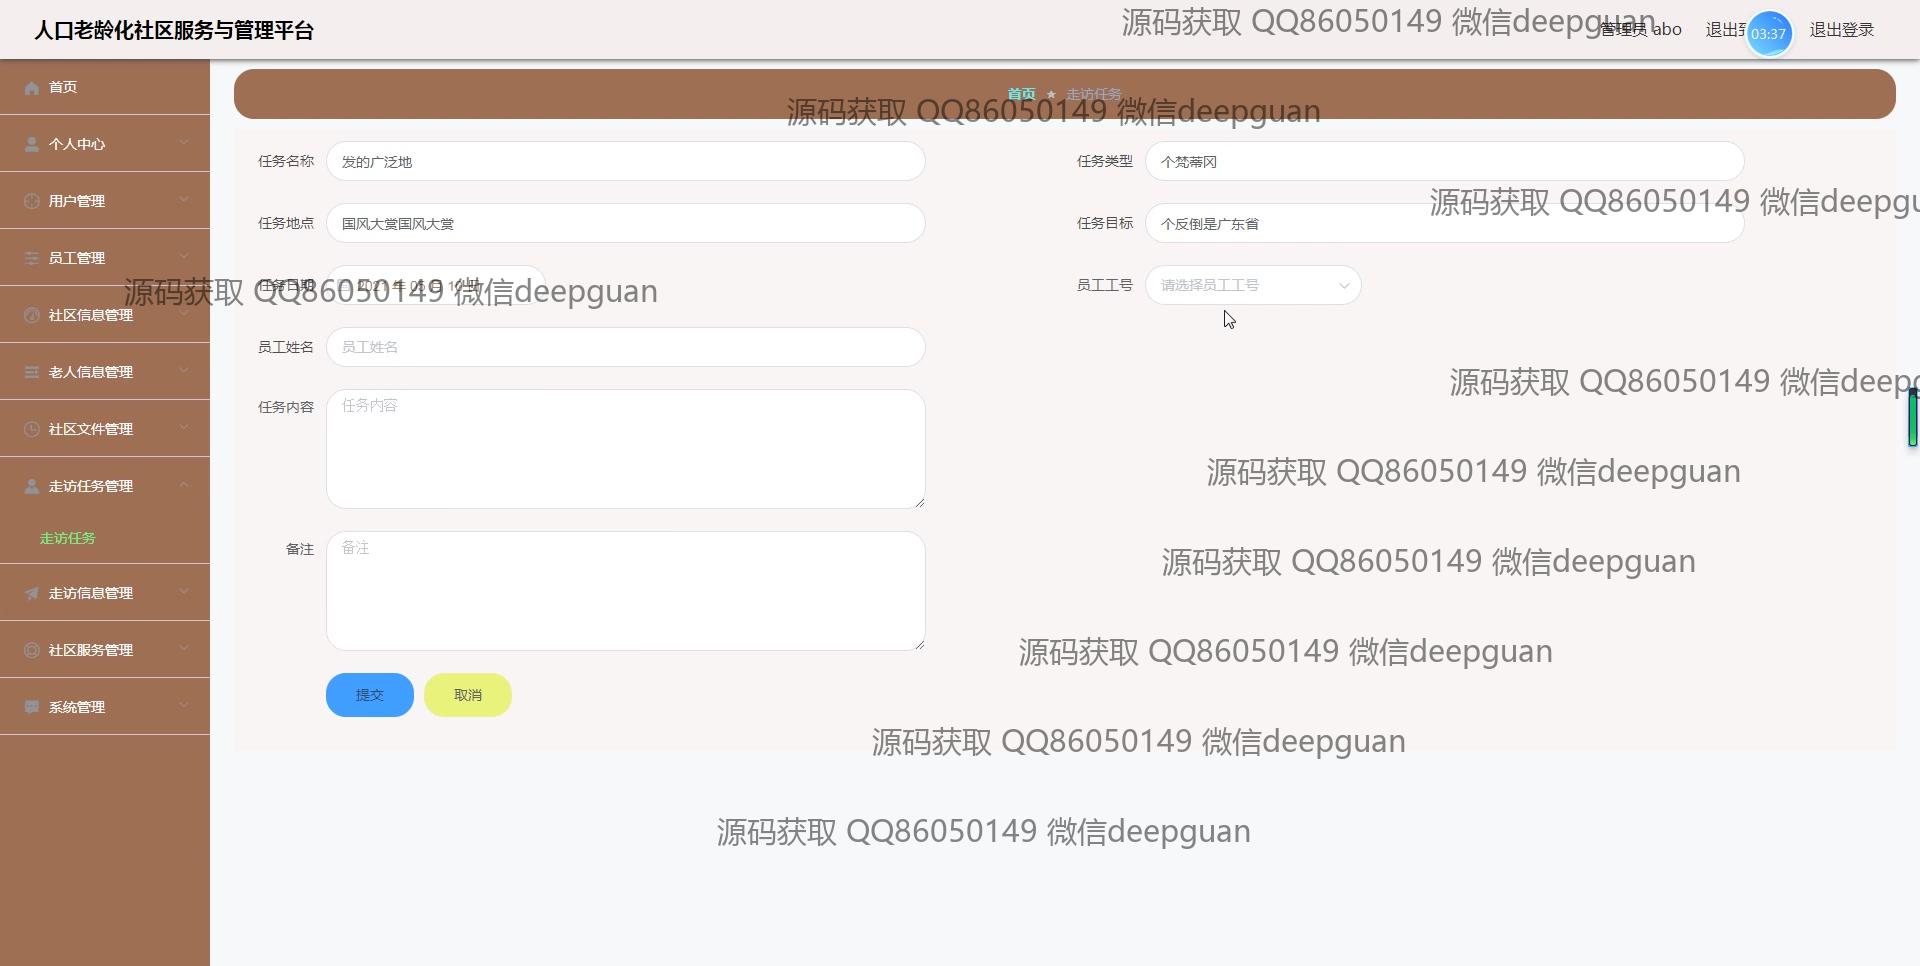 人口老龄化社区服务与管理平台
源码获取 QQ86050149 微信deepguan
管理员 abo
退出到
03:37
退出登录
首页
首页 ★ 走访任务
源码获取 QQ86050149 微信deepguan
个人中心
任务名称 发的广泛地
任务类型 个梵蒂冈
用户管理
源码获取 QQ86050149 微信deepgu
任务地点 国风大赏国风大赏
任务目标 个反倒是广东省
员工管理
任务日期 2021 年 05 月 10 日
员工工号 请选择员工工号
源码获取 QQ86050149 微信deepguan
社区信息管理
员工姓名 员工姓名
老人信息管理
源码获取 QQ86050149 微信deepg
任务内容 任务内容
社区文件管理
源码获取 QQ86050149 微信deepguan
走访任务管理
走访任务
备注 备注
源码获取 QQ86050149 微信deepguan
走访信息管理
社区服务管理
源码获取 QQ86050149 微信deepguan
提交
取消
系统管理
源码获取 QQ86050149 微信deepguan
源码获取 QQ86050149 微信deepguan